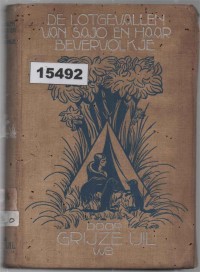 DE LOTGEVALLEN
VAN SAJO EN HAAR
BEVERVOLKJE
15492
DOOR
GRIJZE UIL